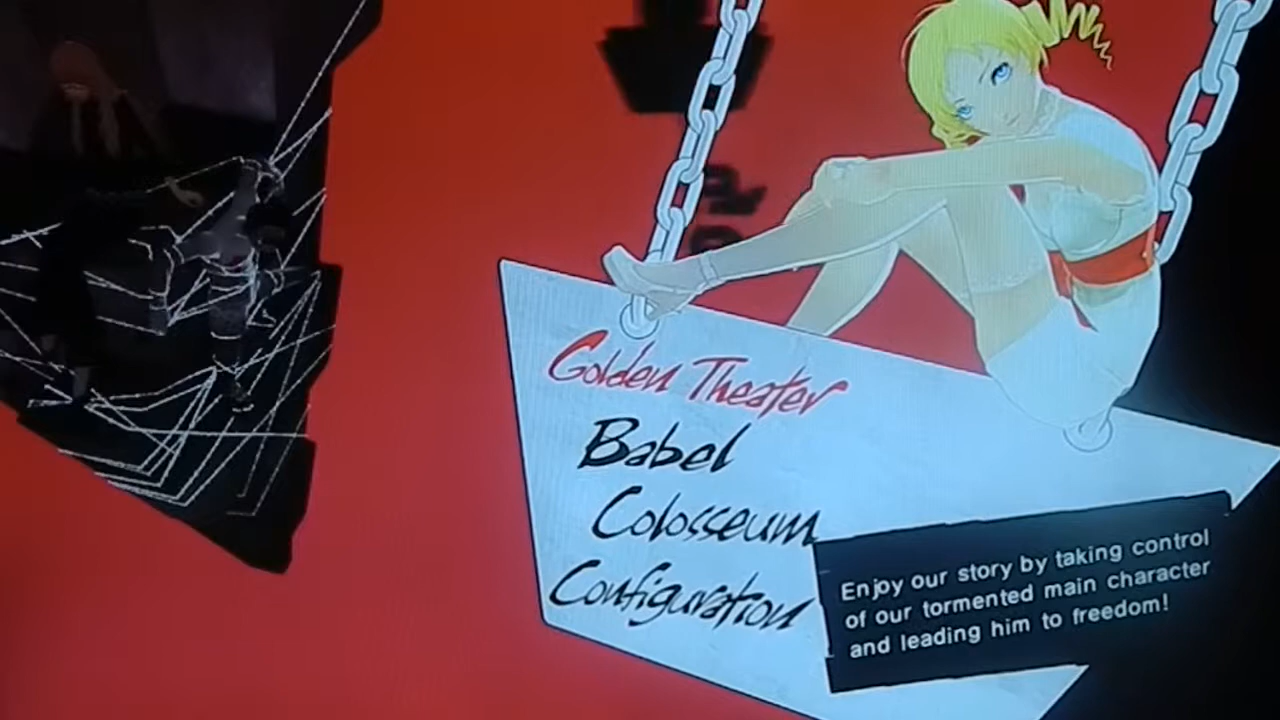 Golden Theater
Babel
Colosseum
Configuration
Enjoy our story by taking control
of our tormented main character
and leading him to freedom!